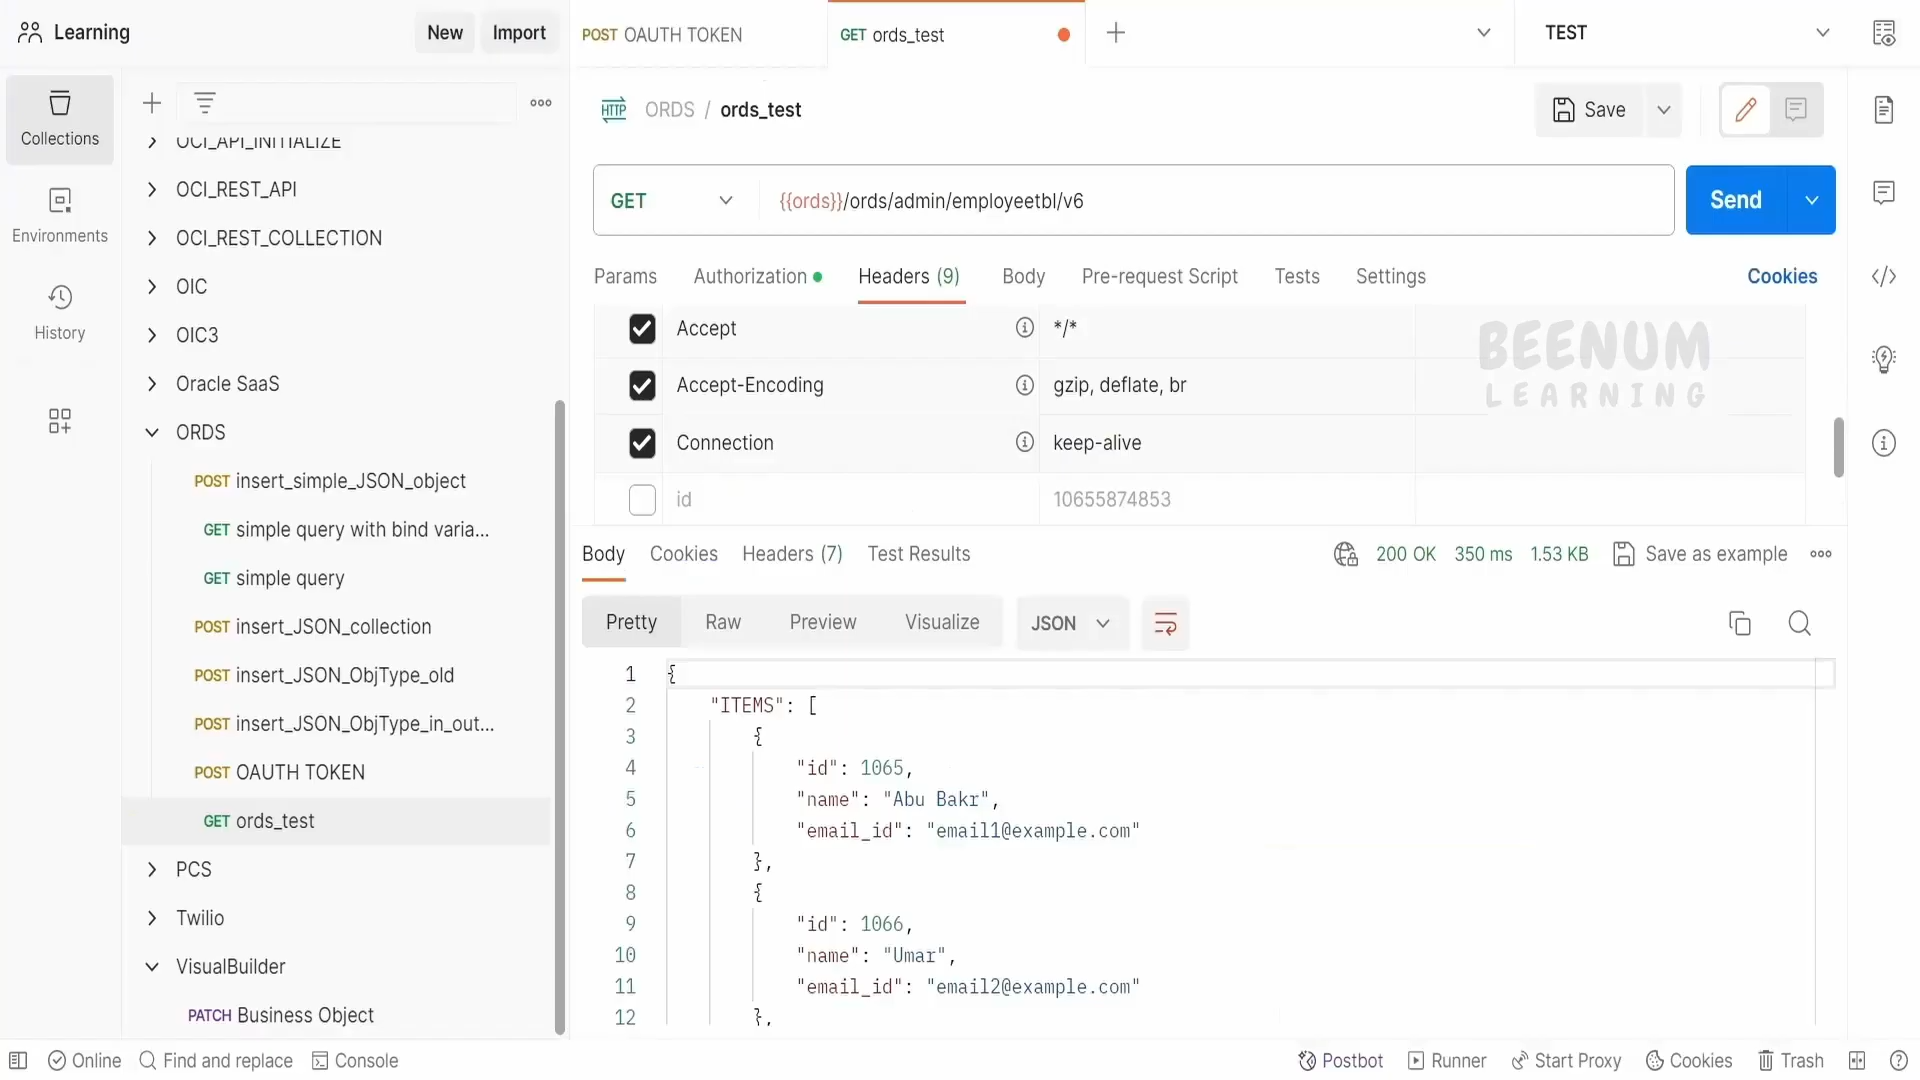 Learning
New
Import
POST OAUTH TOKEN
GET ords_test
TEST
Collections
Environments
History
OCI_API_INITIALIZE
OCI_REST_API
OCI_REST_COLLECTION
OIC
OIC3
Oracle SaaS
ORDS
POST insert_simple_JSON_object
GET simple query with bind varia...
GET simple query
POST insert_JSON_collection
POST insert_JSON_ObjType_old
POST insert_JSON_ObjType_in_out...
POST OAUTH TOKEN
GET ords_test
PCS
Twilio
VisualBuilder
PATCH Business Object
HTTP ORDS / ords_test
Save
GET
{{ords}}/ords/admin/employeetbl/v6
Send
Params
Authorization
Headers (9)
Body
Pre-request Script
Tests
Settings
Cookies
Accept
*/*
Accept-Encoding
gzip, deflate, br
Connection
keep-alive
id
10655874853
BEENUM
LEARNING
Body
Cookies
Headers (7)
Test Results
200 OK
350 ms
1.53 KB
Save as example
Pretty
Raw
Preview
Visualize
JSON
1 {
2 "ITEMS": [
3 {
4 "id": 1065,
5 "name": "Abu Bakr",
6 "email_id": "email1@example.com"
7 },
8 {
9 "id": 1066,
10 "name": "Umar",
11 "email_id": "email2@example.com"
12 },
Online
Find and replace
Console
Postbot
Runner
Start Proxy
Cookies
Trash